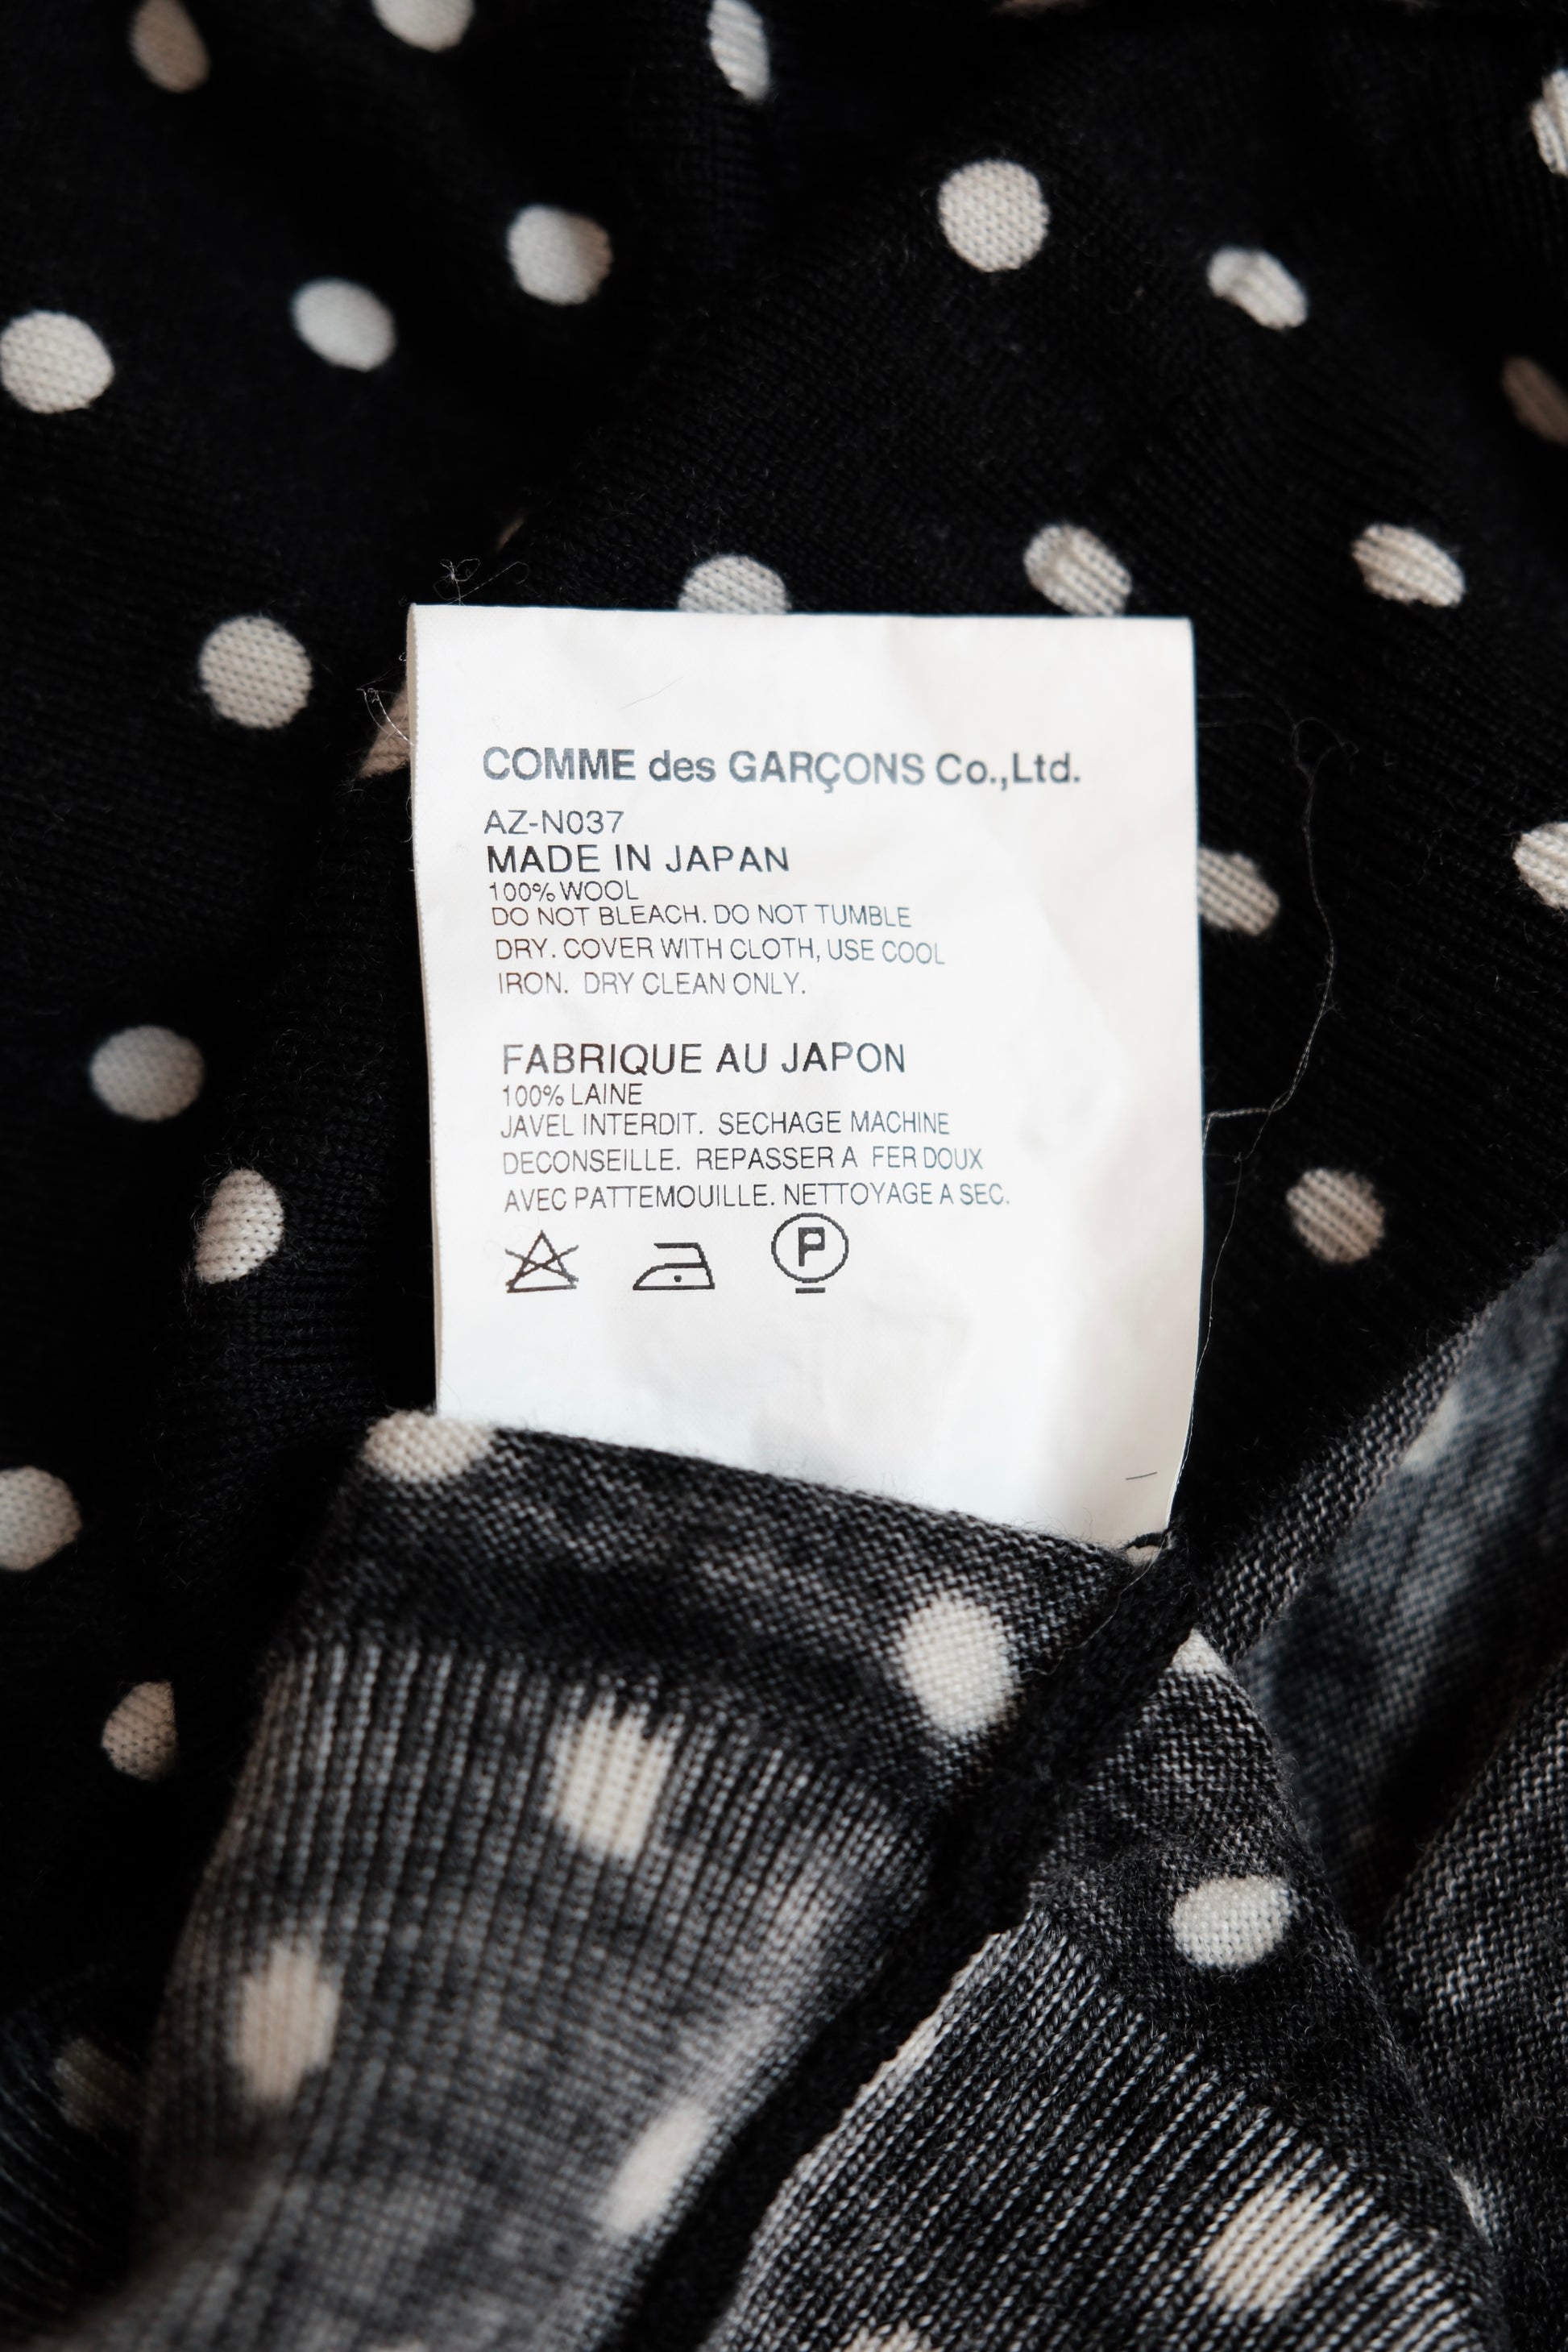 COMME des GARÇONS Co.,Ltd.
AZ-N037
MADE IN JAPAN
100% WOOL
DO NOT BLEACH. DO NOT TUMBLE
DRY. COVER WITH CLOTH, USE COOL
IRON. DRY CLEAN ONLY.
FABRIQUE AU JAPON
100% LAINE
JAVEL INTERDIT. SECHAGE MACHINE
DECONSEILLE. REPASSER A FER DOUX
AVEC PATTEMOUILLE. NETTOYAGE A SEC.
P